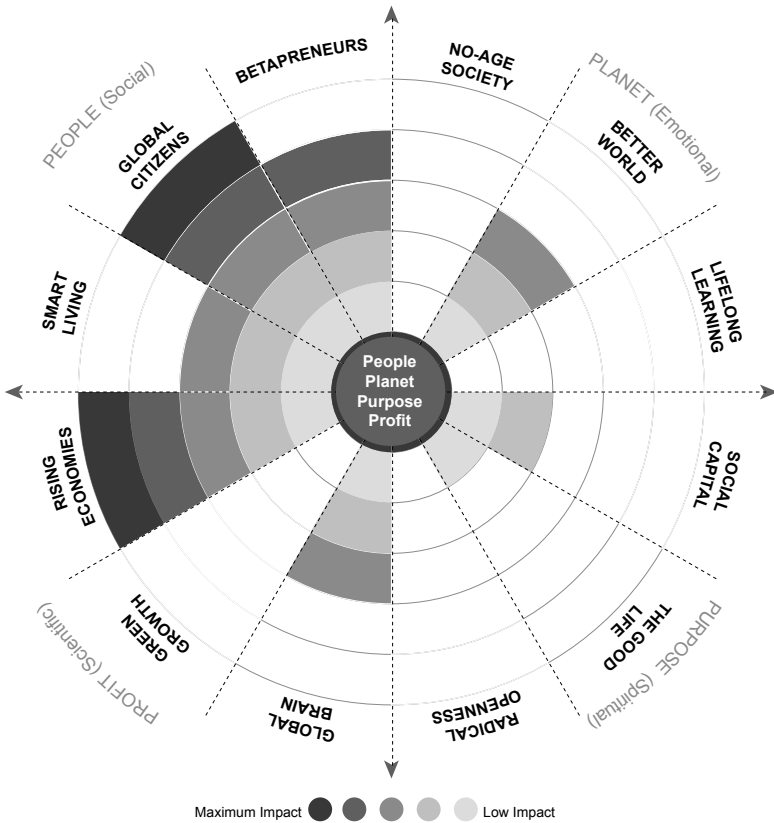 BETAPRENEURS
NO-AGE
SOCIETY
PEOPLE (Social)
PLANET (Emotional)
GLOBAL
CITIZENS
BETTER
WORLD
SMART
LIVING
LIFELONG
LEARNING
People
Planet
Purpose
Profit
RISING
ECONOMIES
SOCIAL
CAPITAL
PROFIT (Scientific)
GREEN
GROWTH
THE GOOD
LIFE
PURPOSE (Spiritual)
GLOBAL
BRAIN
RADICAL
OPENNESS
Maximum Impact
Low Impact